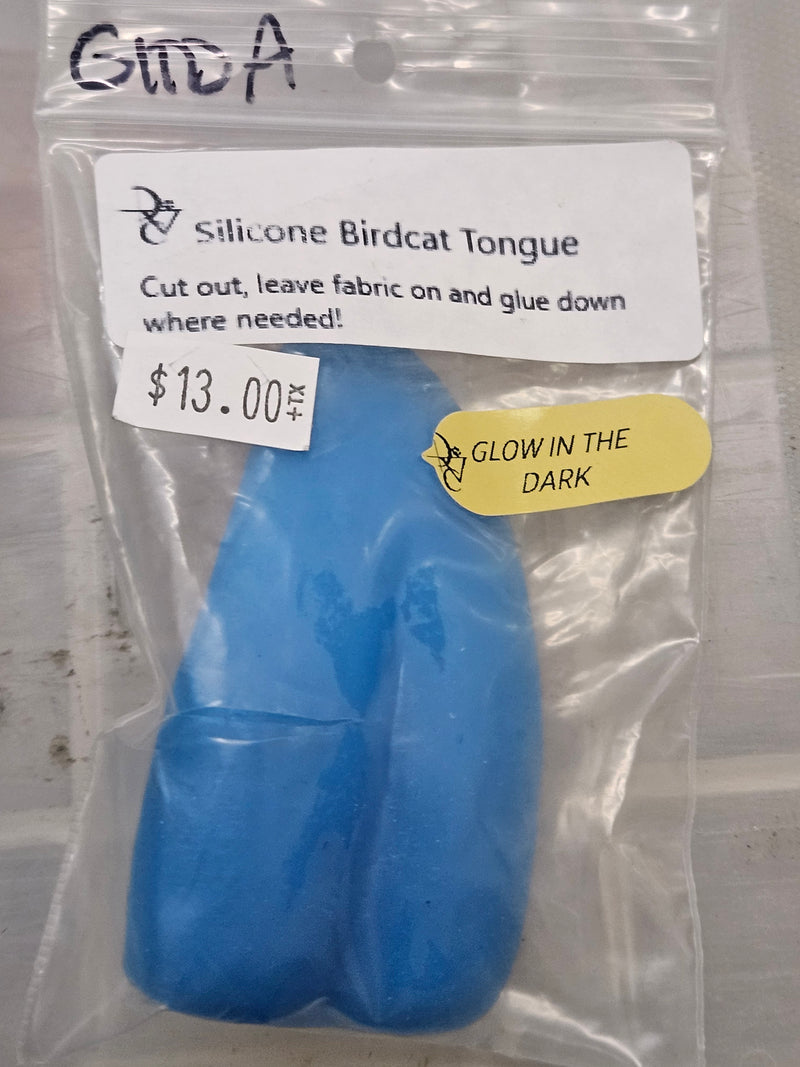 GITD A
Silicone Birdcat Tongue
Cut out, leave fabric on and glue down
where needed!
$13.00+TX
GLOW IN THE
DARK